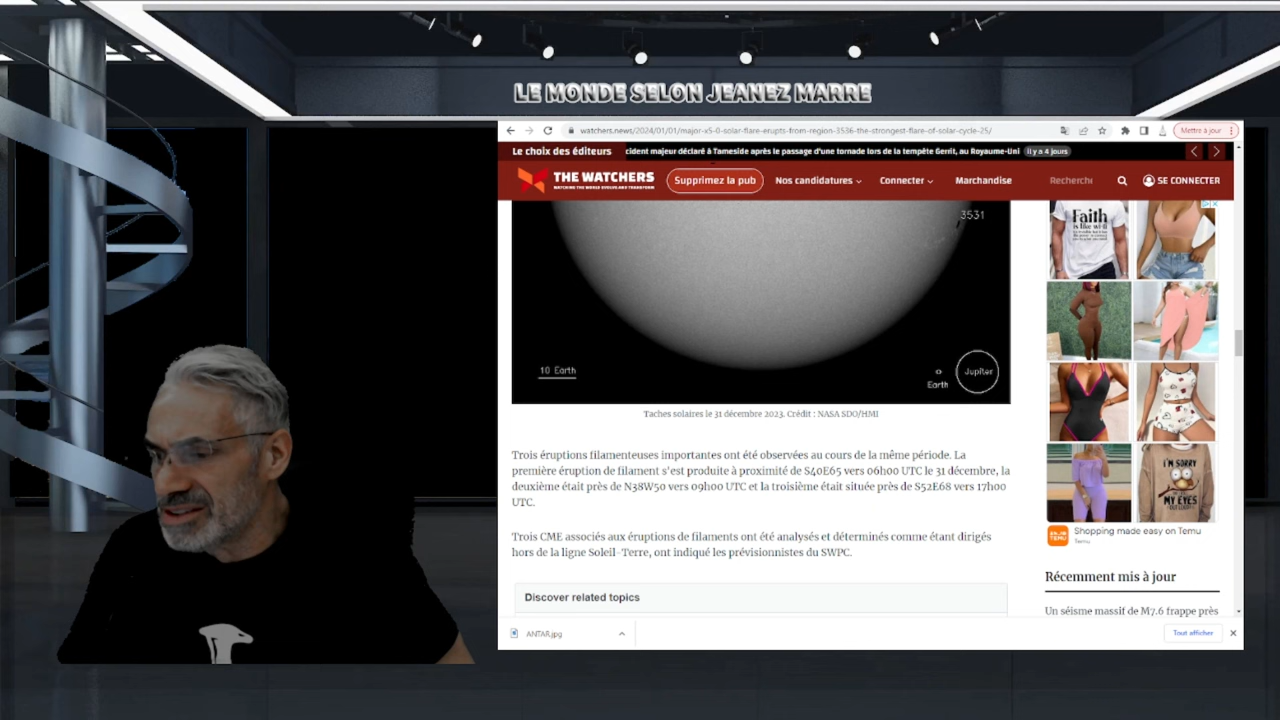 LE MONDE SELON JEANEZ MARRE
watchers.news/2024/01/01/major-x5-0-solar-flare-erupts-from-region-3536-the-strongest-flare-of-solar-cycle-25/
Mettre à jour
Le choix des éditeurs
cident majeur déclaré à Tameside après le passage d'une tornade lors de la tempête Gerrit, au Royaume-Uni
il y a 4 jours
THE WATCHERS
WATCHING THE WORLD EVOLVE AND TRANSFORM
Supprimez la pub
Nos candidatures
Connecter
Marchandise
Recherche
SE CONNECTER
3531
10 Earth
Earth
Jupiter
Taches solaires le 31 décembre 2023. Crédit : NASA SDO/HMI
Trois éruptions filamenteuses importantes ont été observées au cours de la même période. La
première éruption de filament s'est produite à proximité de S40E65 vers 06h00 UTC le 31 décembre, la
deuxième était près de N38W50 vers 09h00 UTC et la troisième était située près de S52E68 vers 17h00
UTC.
Trois CME associés aux éruptions de filaments ont été analysés et déterminés comme étant dirigés
hors de la ligne Soleil-Terre, ont indiqué les prévisionnistes du SWPC.
Discover related topics
Faith
I'M SORRY
MY EYES
Shopping made easy on Temu
Temu
Récemment mis à jour
Un séisme massif de M7.6 frappe près
ANTAR.jpg
Tout afficher